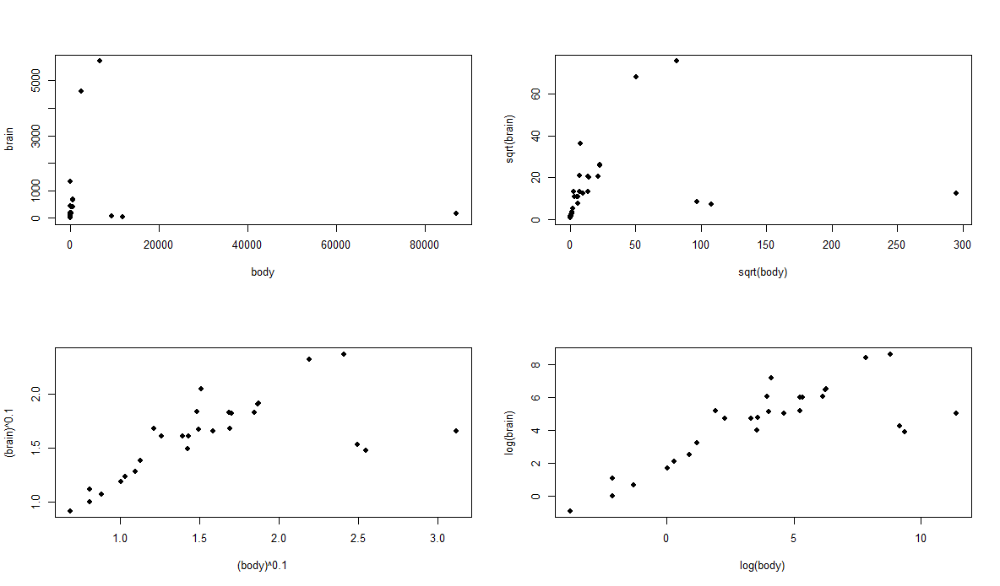 brain
0 1000 3000 5000
0 20000 40000 60000 80000
body
sqrt(brain)
0 20 40 60
0 50 100 150 200 250 300
sqrt(body)
(brain)^0.1
1.0 1.5 2.0
1.0 1.5 2.0 2.5 3.0
(body)^0.1
log(brain)
0 2 4 6 8
0 5 10
log(body)